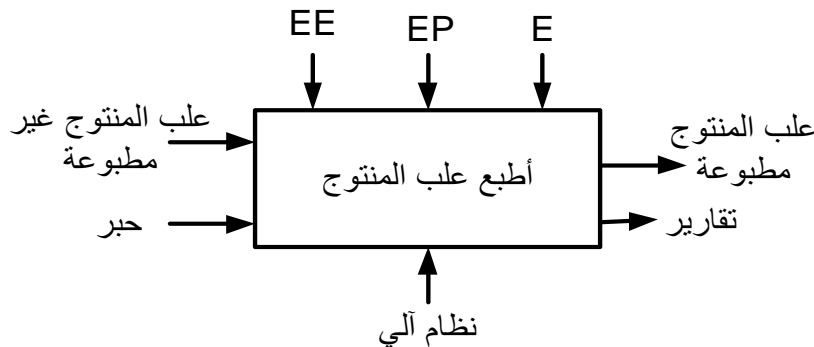 EE EP E
علب المنتوج غير
مطبوعة
حبر
أطبع علب المنتوج
علب المنتوج
مطبوعة
تقارير
نظام آلي